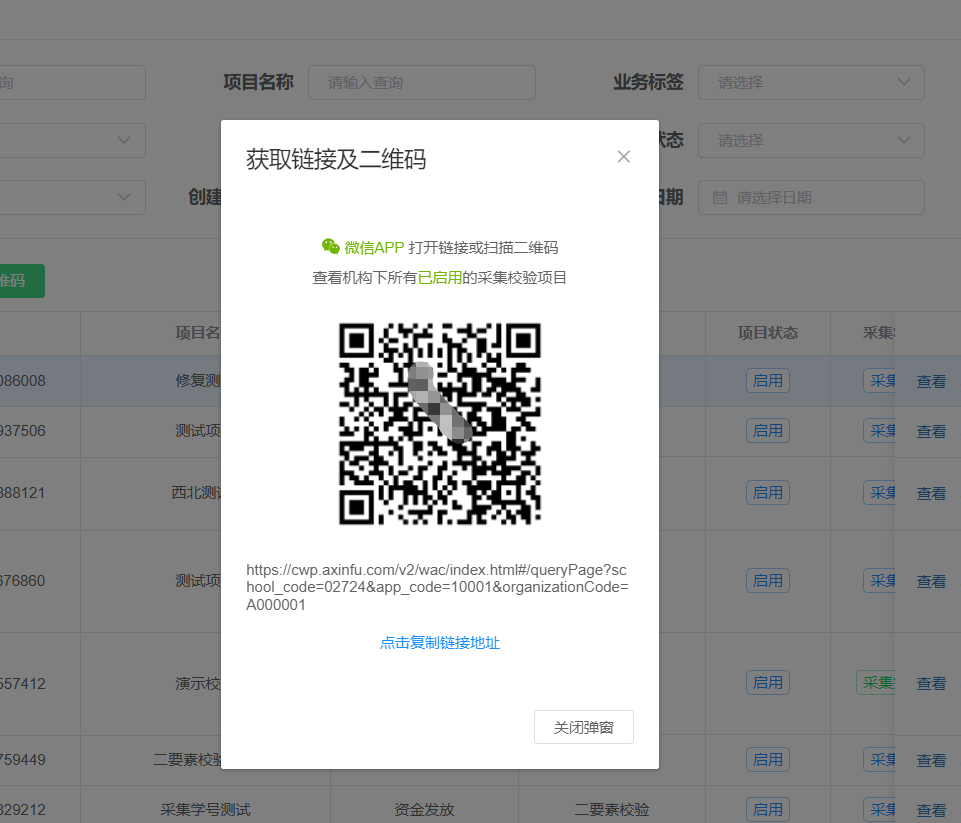 询
项目名称
请输入查询
业务标签
请选择
状态
请选择
创建
日期
请选择日期
维码
获取链接及二维码
微信APP 打开链接或扫描二维码
查看机构下所有已启用的采集校验项目
https://cwp.axinfu.com/v2/wac/index.html#/queryPage?sc
hool_code=02724&app_code=10001&organizationCode=
A000001
点击复制链接地址
关闭弹窗
项目名
项目状态
采集
086008
修复测
启用
采集
查看
937506
测试项
启用
采集
查看
388121
西北测试
启用
采集
查看
676860
测试项
启用
采集
查看
557412
演示校
启用
采集
查看
759449
二要素校验
启用
采集
查看
329212
采集学号测试
资金发放
二要素校验
启用
采集
查看